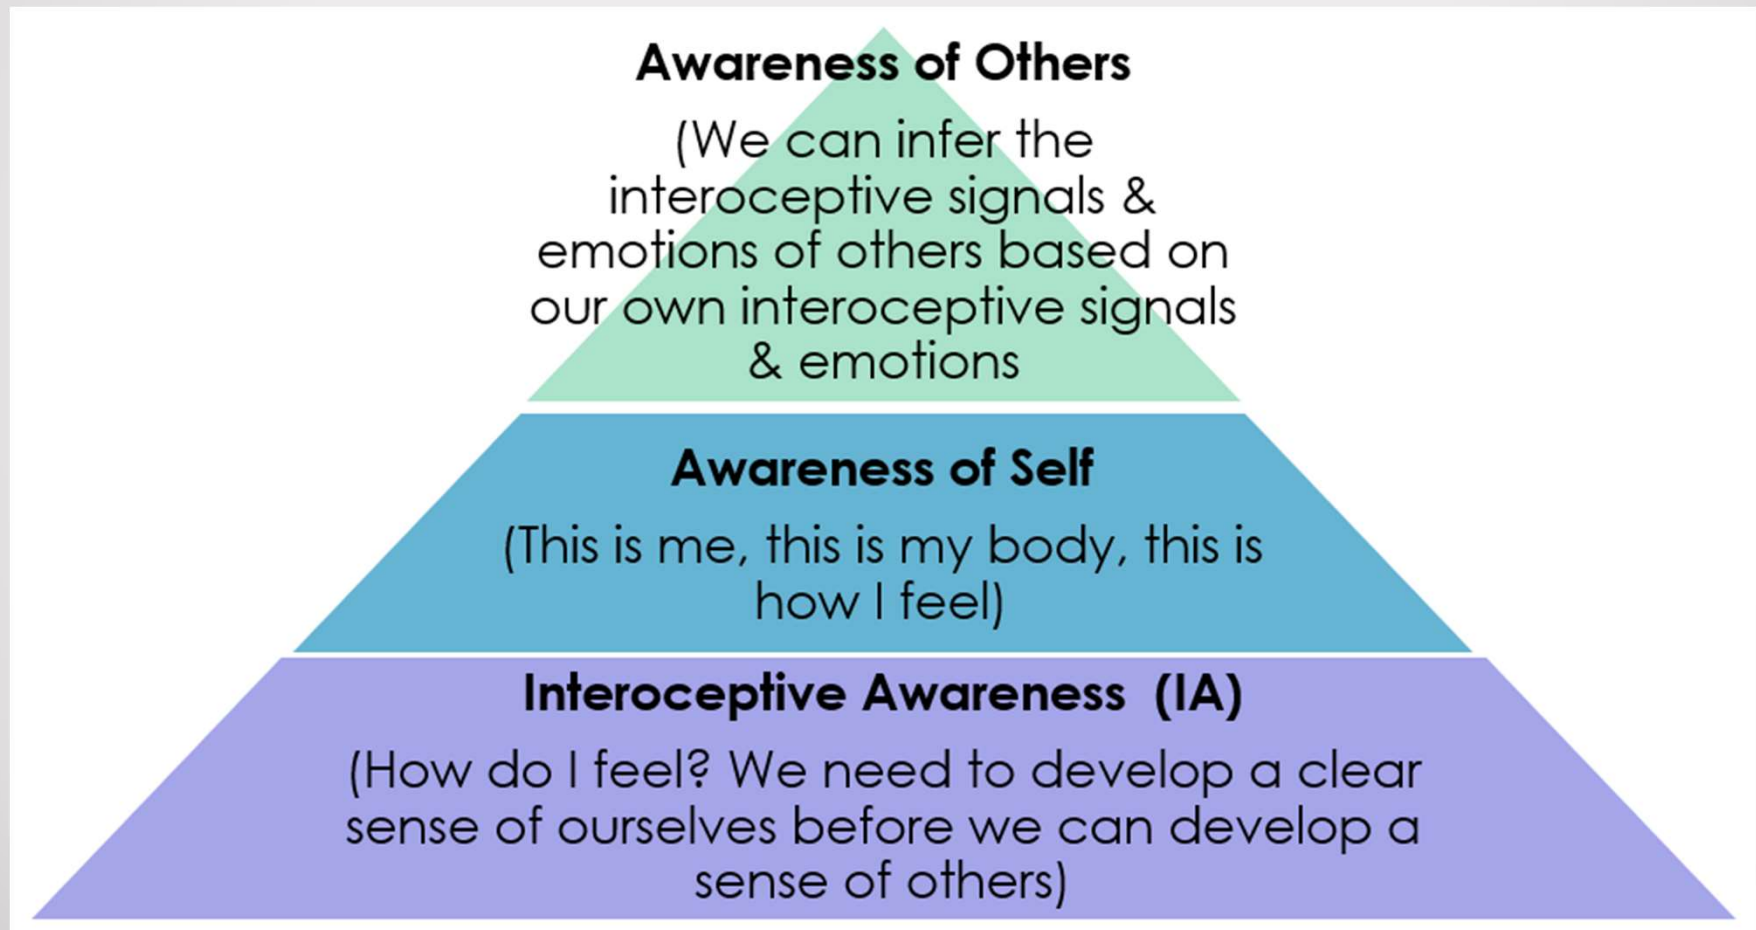 Awareness of Others
(We can infer the
interoceptive signals &
emotions of others based on
our own interoceptive signals
& emotions
Awareness of Self
(This is me, this is my body, this is
how I feel)
Interoceptive Awareness (IA)
(How do I feel? We need to develop a clear
sense of ourselves before we can develop a
sense of others)